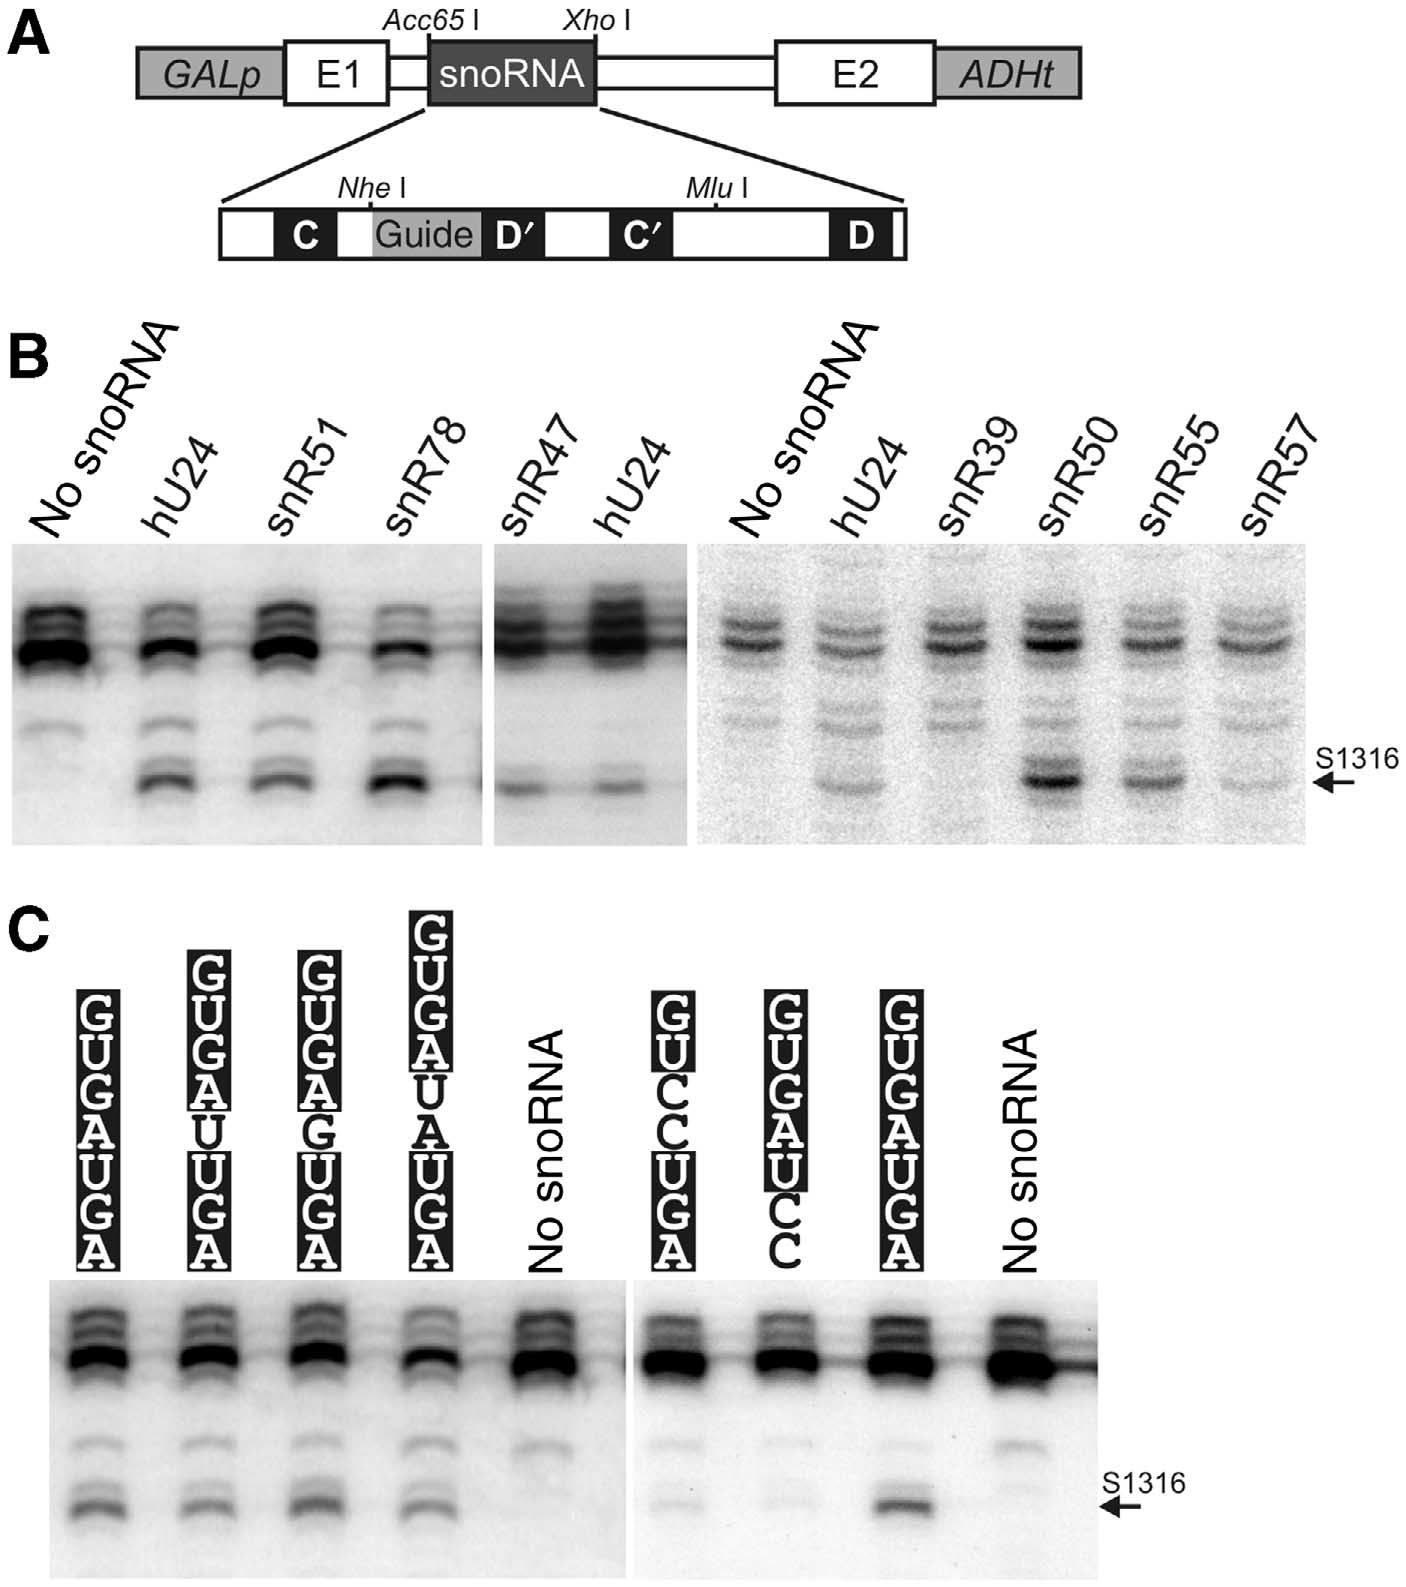 A
Acc65 I
Xho I
GALp
E1
snoRNA
E2
ADHt
Nhe I
Mlu I
C
Guide
D′
C′
D
B
No snoRNA
hU24
snR51
snR78
snR47
hU24
No snoRNA
hU24
snR39
snR50
snR55
snR57
S1316
C
GUGAUGA
GUGAUUGA
GUGAGUGA
GUGAUAUGA
No snoRNA
GUCCUGA
GUGAUCC
GUGAUGA
No snoRNA
S1316